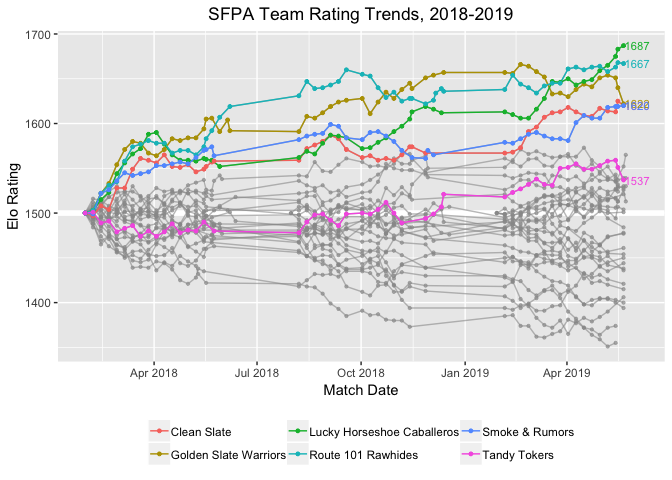 SFPA Team Rating Trends, 2018-2019
1700
1600
1500
1400
Elo Rating
1687
1667
1537
Apr 2018
Jul 2018
Oct 2018
Jan 2019
Apr 2019
Match Date
Clean Slate
Lucky Horseshoe Caballeros
Smoke & Rumors
Golden Slate Warriors
Route 101 Rawhides
Tandy Tokers